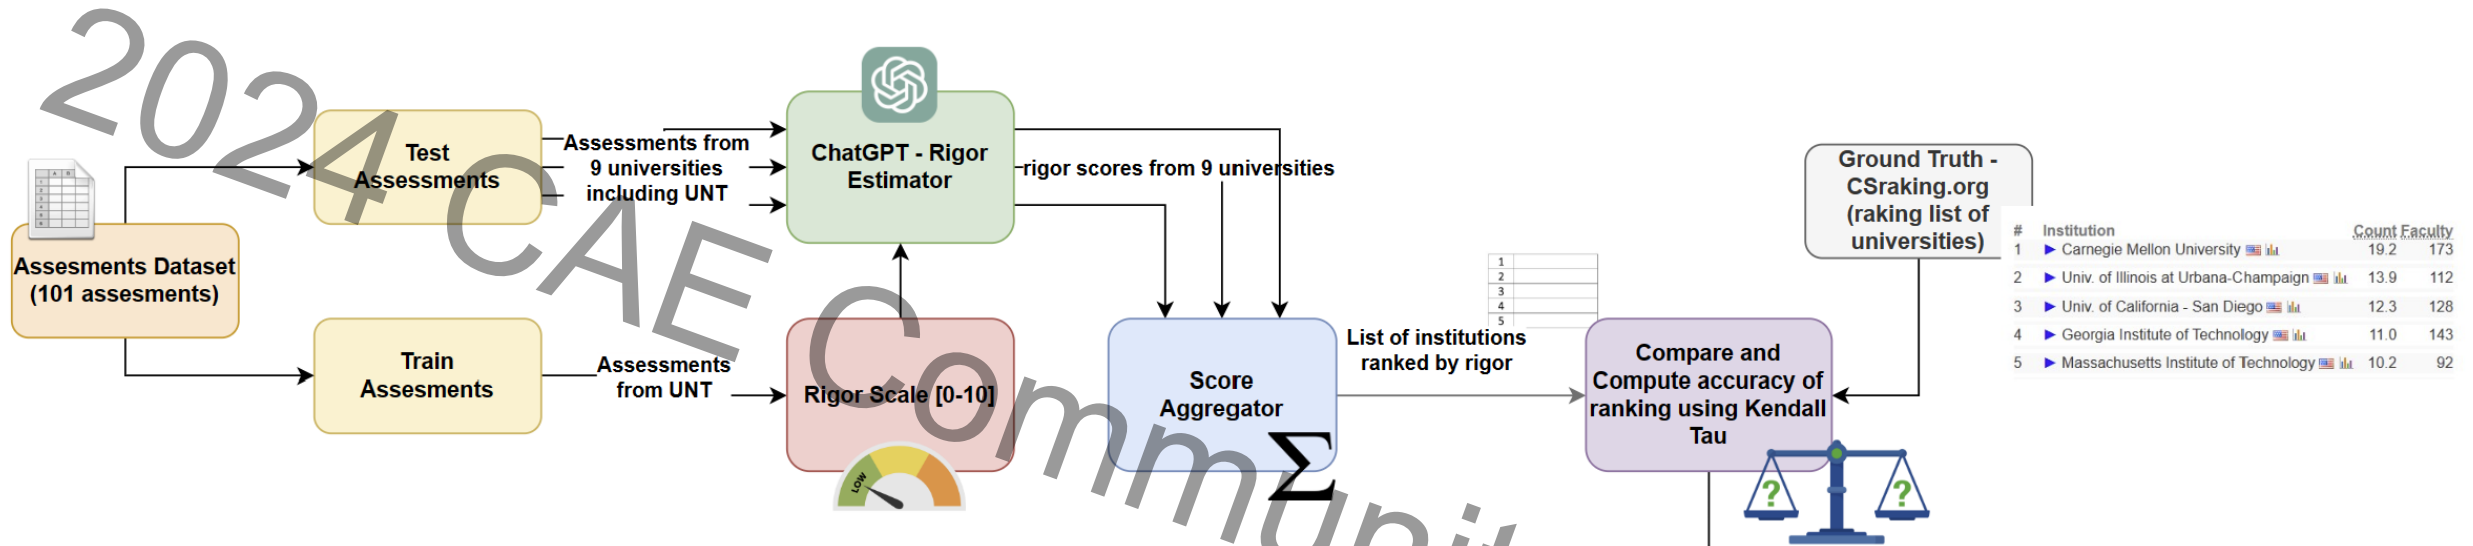 2024 CAE Communit
Assesments Dataset
(101 assesments)
Test
Assessments
Train
Assesments
Assessments from
9 universities
including UNT
Assessments
from UNT
ChatGPT - Rigor
Estimator
Rigor Scale [0-10]
LOW
rigor scores from 9 universities
Score
Aggregator
Σ
List of institutions
ranked by rigor
1
2
3
4
5
Compare and
Compute accuracy of
ranking using Kendall
Tau
? ?
Ground Truth -
CSraking.org
(raking list of
universities)
# Institution Count Faculty
1 ► Carnegie Mellon University 19.2 173
2 ► Univ. of Illinois at Urbana-Champaign 13.9 112
3 ► Univ. of California - San Diego 12.3 128
4 ► Georgia Institute of Technology 11.0 143
5 ► Massachusetts Institute of Technology 10.2 92